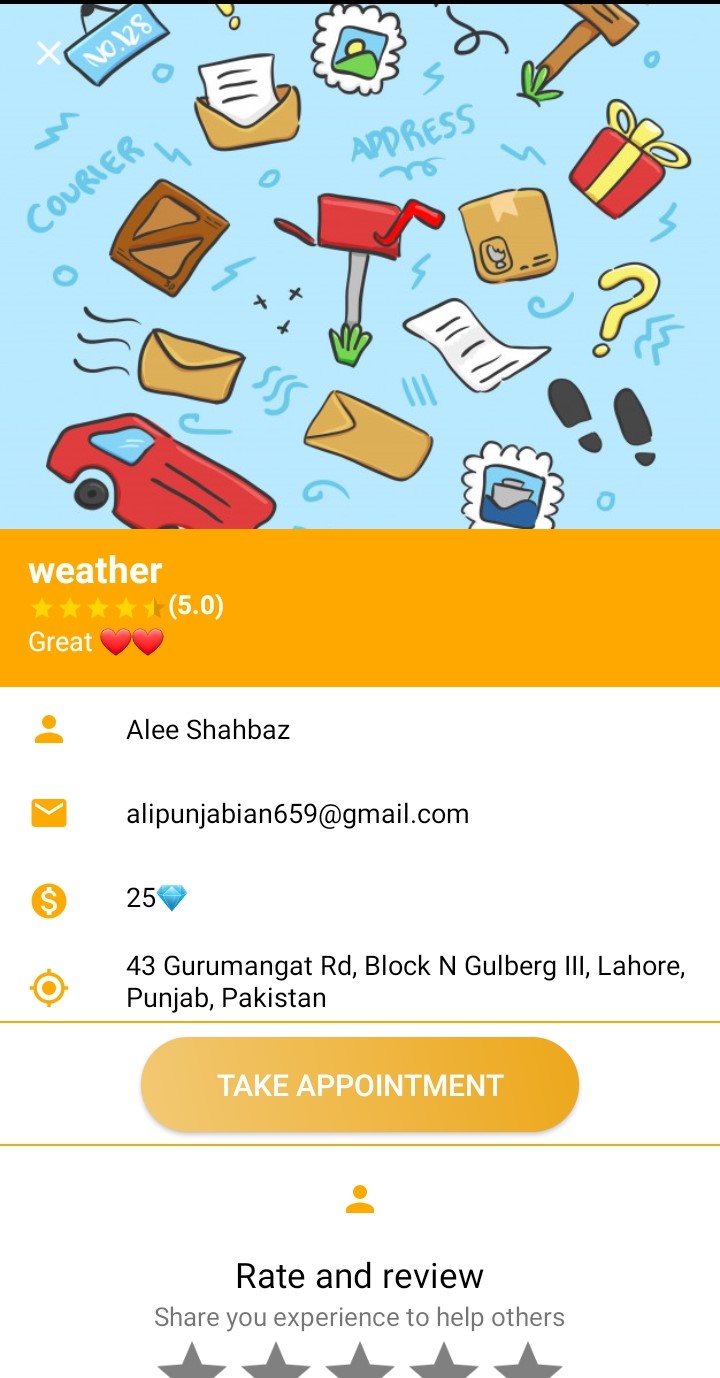 NO.128
COURIER
ADDRESS
weather
(5.0)
Great ❤️❤️
Alee Shahbaz
alipunjabian659@gmail.com
25💎
43 Gurumangat Rd, Block N Gulberg III, Lahore,
Punjab, Pakistan
TAKE APPOINTMENT
Rate and review
Share you experience to help others